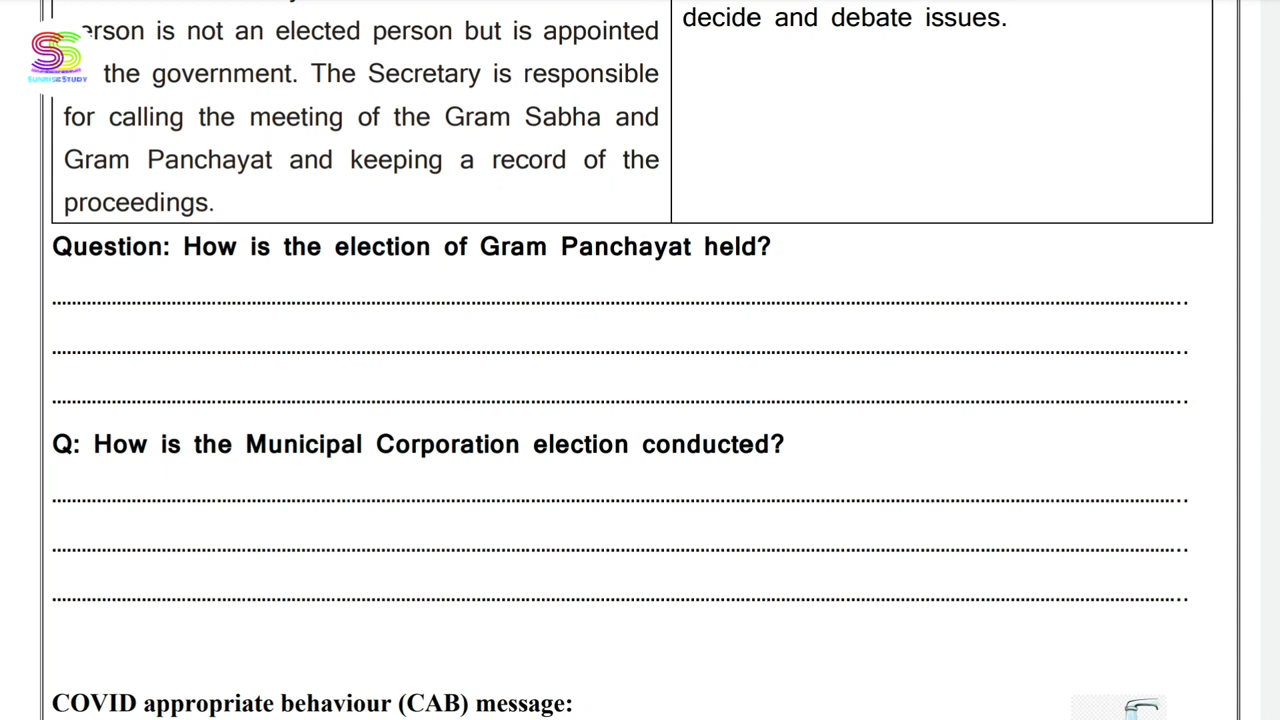 decide and debate issues.
erson is not an elected person but is appointed
the government. The Secretary is responsible
for calling the meeting of the Gram Sabha and
Gram Panchayat and keeping a record of the
proceedings.
SUNRISE STUDY
Question: How is the election of Gram Panchayat held?
Q: How is the Municipal Corporation election conducted?
COVID appropriate behaviour (CAB) message: